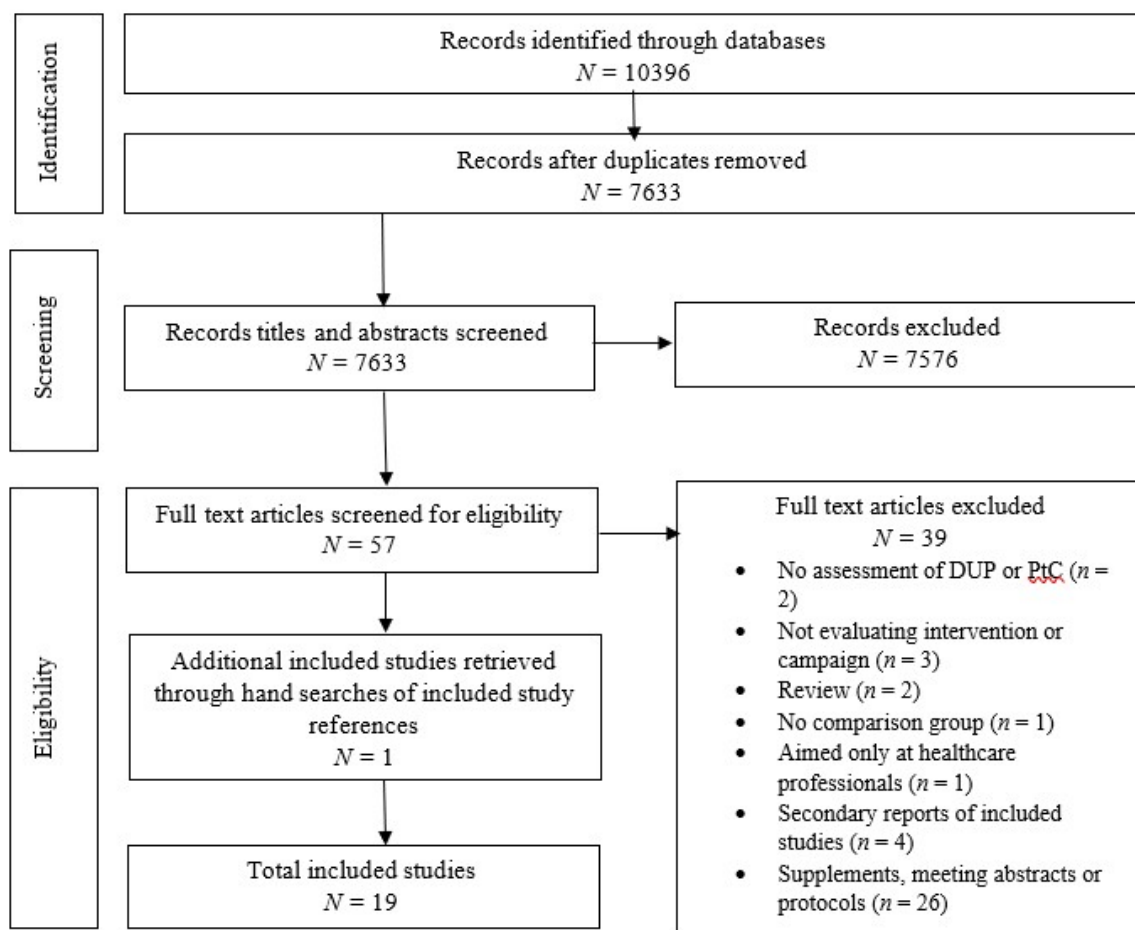 Identification
Records identified through databases
N = 10396
Records after duplicates removed
N = 7633
Screening
Records titles and abstracts screened
N = 7633
Records excluded
N = 7576
Eligibility
Full text articles screened for eligibility
N = 57
Full text articles excluded
N = 39
• No assessment of DUP or PtC (n =
2)
• Not evaluating intervention or
campaign (n = 3)
• Review (n = 2)
• No comparison group (n = 1)
• Aimed only at healthcare
professionals (n = 1)
• Secondary reports of included
studies (n = 4)
• Supplements, meeting abstracts or
protocols (n = 26)
Additional included studies retrieved
through hand searches of included study
references
N = 1
Total included studies
N = 19